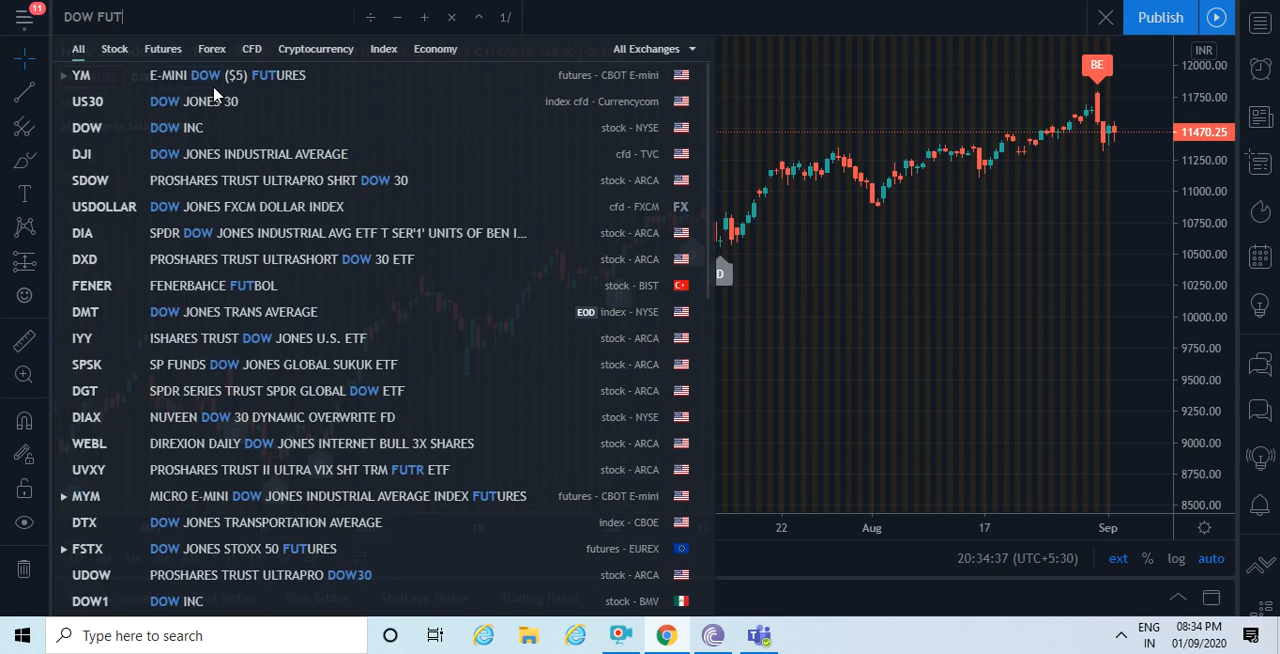 11
DOW FUT
÷ − + × ^ 1/
Publish
All Stock Futures Forex CFD Cryptocurrency Index Economy All Exchanges
YM E-MINI DOW ($5) FUTURES futures - CBOT E-mini
US30 DOW JONES 30 index cfd - Currencycom
DOW DOW INC stock - NYSE
DJI DOW JONES INDUSTRIAL AVERAGE cfd - TVC
SDOW PROSHARES TRUST ULTRAPRO SHRT DOW 30 stock - ARCA
USDOLLAR DOW JONES FXCM DOLLAR INDEX cfd - FXCM FX
DIA SPDR DOW JONES INDUSTRIAL AVG ETF T SER'1' UNITS OF BEN I... stock - ARCA
DXD PROSHARES TRUST ULTRASHORT DOW 30 ETF stock - ARCA
FENER FENERBAHCE FUTBOL stock - BIST
DMT DOW JONES TRANS AVERAGE EOD index - NYSE
IYY ISHARES TRUST DOW JONES U.S. ETF stock - ARCA
SPSK SP FUNDS DOW JONES GLOBAL SUKUK ETF stock - ARCA
DGT SPDR SERIES TRUST SPDR GLOBAL DOW ETF stock - ARCA
DIAX NUVEEN DOW 30 DYNAMIC OVERWRITE FD stock - NYSE
WEBL DIREXION DAILY DOW JONES INTERNET BULL 3X SHARES stock - ARCA
UVXY PROSHARES TRUST II ULTRA VIX SHT TRM FUTR ETF stock - ARCA
MYM MICRO E-MINI DOW JONES INDUSTRIAL AVERAGE INDEX FUTURES futures - CBOT E-mini
DTX DOW JONES TRANSPORTATION AVERAGE index - CBOE
FSTX DOW JONES STOXX 50 FUTURES futures - EUREX
UDOW PROSHARES TRUST ULTRAPRO DOW30 stock - ARCA
DOW1 DOW INC stock - BMV
INR
BE
D
12000.00
11750.00
11470.25
11250.00
11000.00
10750.00
10500.00
10250.00
10000.00
9750.00
9500.00
9250.00
9000.00
8750.00
8500.00
22 Aug 17 Sep
20:34:37 (UTC+5:30) ext % log auto
Pine Editor Strategy Tester Trading Panel
Type here to search
ENG
IN
08:34 PM
01/09/2020